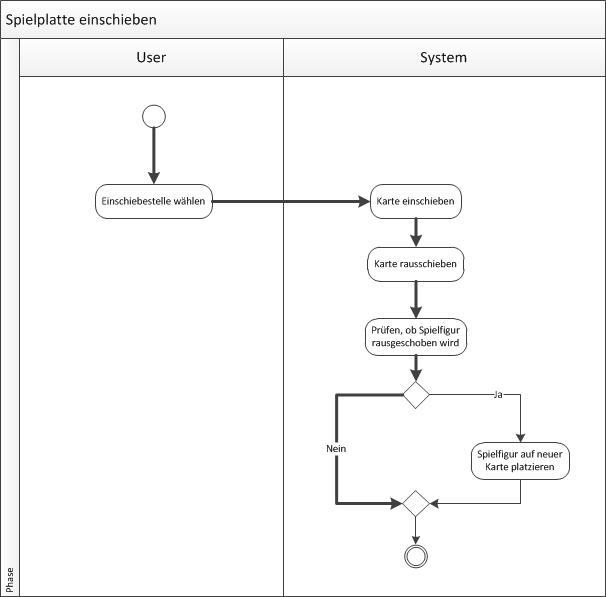 Spielplatte einschieben
User
System
Einschiebestelle wählen
Karte einschieben
Karte rausschieben
Prüfen, ob Spielfigur
rausgeschoben wird
Ja
Nein
Spielfigur auf neuer
Karte platzieren
Phase